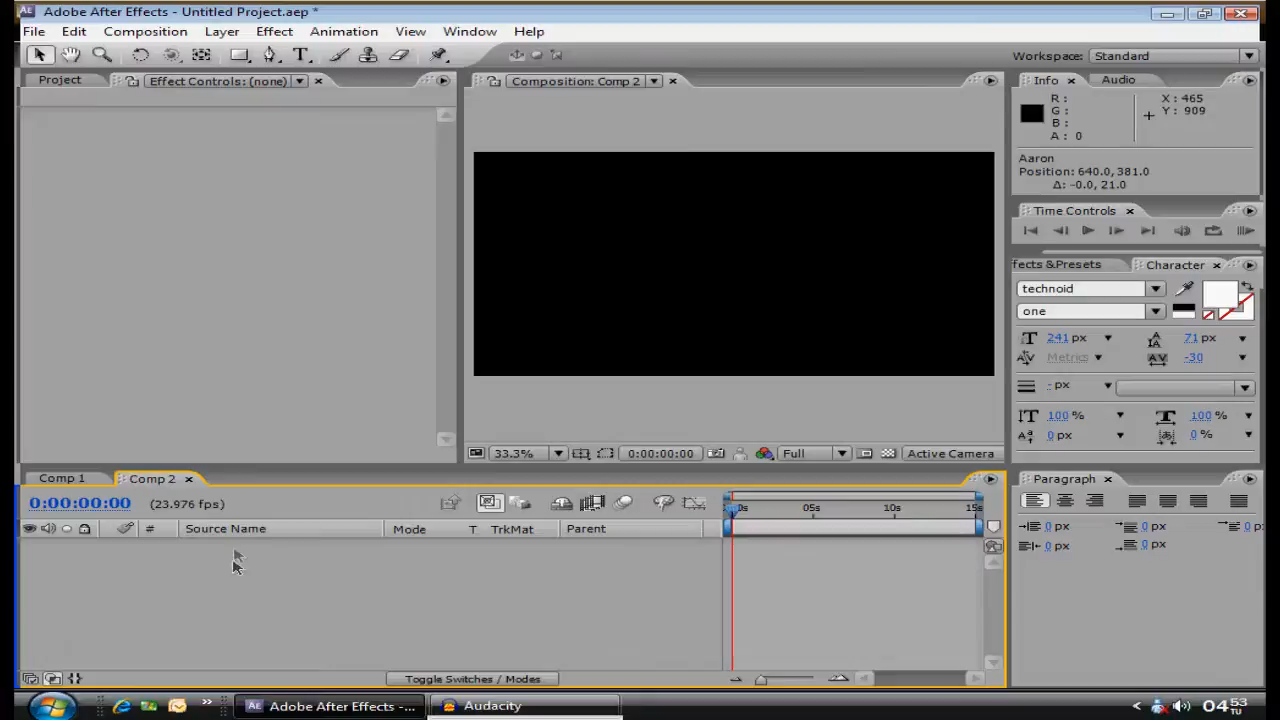 Adobe After Effects - Untitled Project.aep *
File Edit Composition Layer Effect Animation View Window Help
T
Workspace: Standard
Project Effect Controls: (none) ×
Composition: Comp 2 ×
Info × Audio
R :
G :
B :
A : 0
X : 465
Y : 909
Aaron
Position: 640.0, 381.0
Δ: -0.0, 21.0
Time Controls ×
ffects &Presets Character ×
technoid
one
241 px 71 px
Metrics -30
- px
100 % 100 %
0 px 0 %
33.3% 0:00:00:00 Full Active Camera
Comp 1 Comp 2 ×
0:00:00:00 (23.976 fps)
0s 05s 10s 15s
# Source Name Mode T TrkMat Parent
Paragraph ×
0 px 0 px 0 p
0 px 0 px
Toggle Switches / Modes
Adobe After Effects -... Audacity
04:53
TU